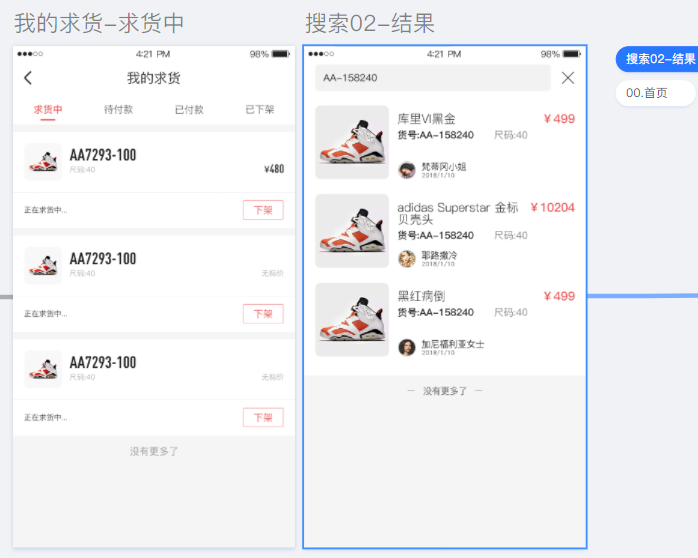 我的求货-求货中
4:21 PM
98%
我的求货
求货中
待付款
已付款
已下架
AA7293-100
尺码:40
¥480
正在求货中...
下架
AA7293-100
尺码:40
无标价
正在求货中...
下架
AA7293-100
尺码:40
无标价
正在求货中...
下架
没有更多了
搜索02-结果
4:21 PM
98%
AA-158240
库里VI黑金
¥499
货号:AA-158240
尺码:40
梵蒂冈小姐
2018/1/10
adidas Superstar 金标
贝壳头
¥10204
货号:AA-158240
尺码:40
耶路撒冷
2018/1/10
黑红病倒
¥499
货号:AA-158240
尺码:40
加尼福利亚女士
2018/1/10
— 没有更多了 —
搜索02-结果
00.首页